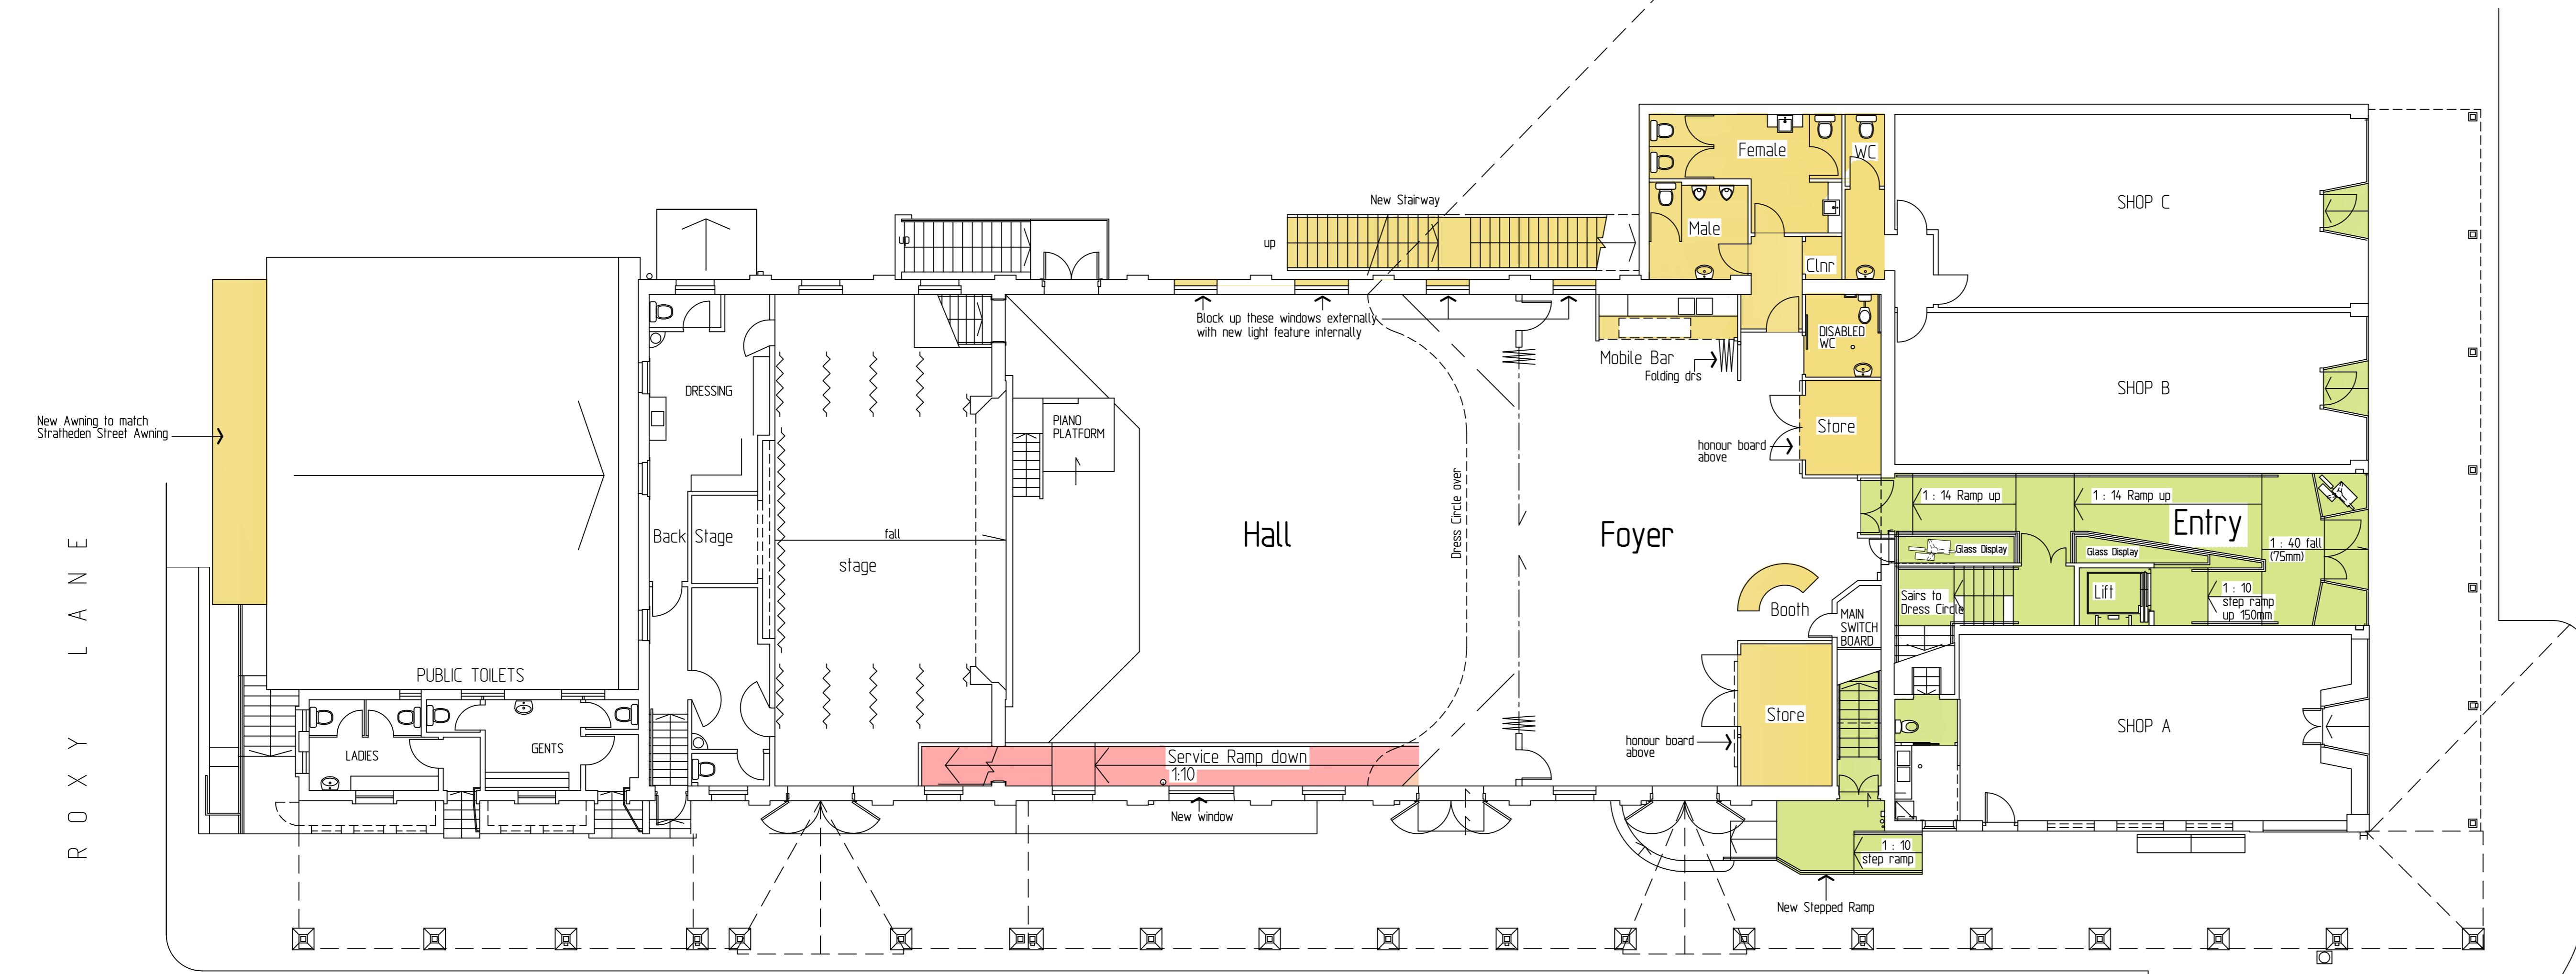 New Awning to match
Stratheden Street Awning
ROXY LANE
PUBLIC TOILETS
LADIES
GENTS
DRESSING
Back Stage
up
stage
fall
PIANO
PLATFORM
Hall
Service Ramp down
1:10
New window
New Stairway
up
Block up these windows externally
with new light feature internally
Dress Circle over
Foyer
Mobile Bar
Folding drs
Female
WC
Male
Clnr
DISABLED
WC
Store
honour board
above
Booth
MAIN
SWITCH
BOARD
Store
honour board
above
SHOP C
SHOP B
1 : 14 Ramp up
1 : 14 Ramp up
Entry
1 : 40 fall
(75mm)
Glass Display
Glass Display
Lift
1 : 10
step ramp
up 150mm
Sairs to
Dress Circle
SHOP A
1 : 10
step ramp
New Stepped Ramp